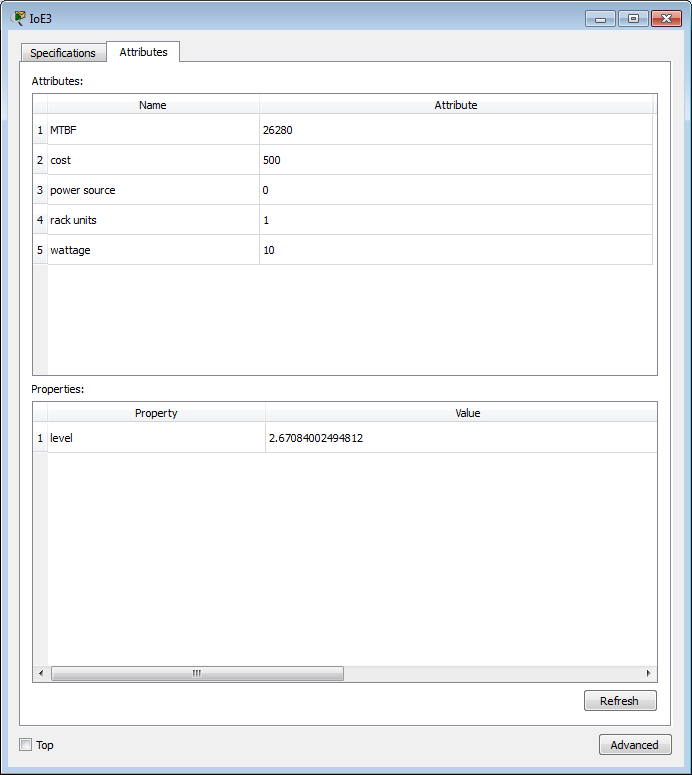 IoE3
Specifications Attributes
Attributes:
Name Attribute
1 MTBF 26280
2 cost 500
3 power source 0
4 rack units 1
5 wattage 10
Properties:
Property Value
1 level 2.67084002494812
Refresh
Top Advanced